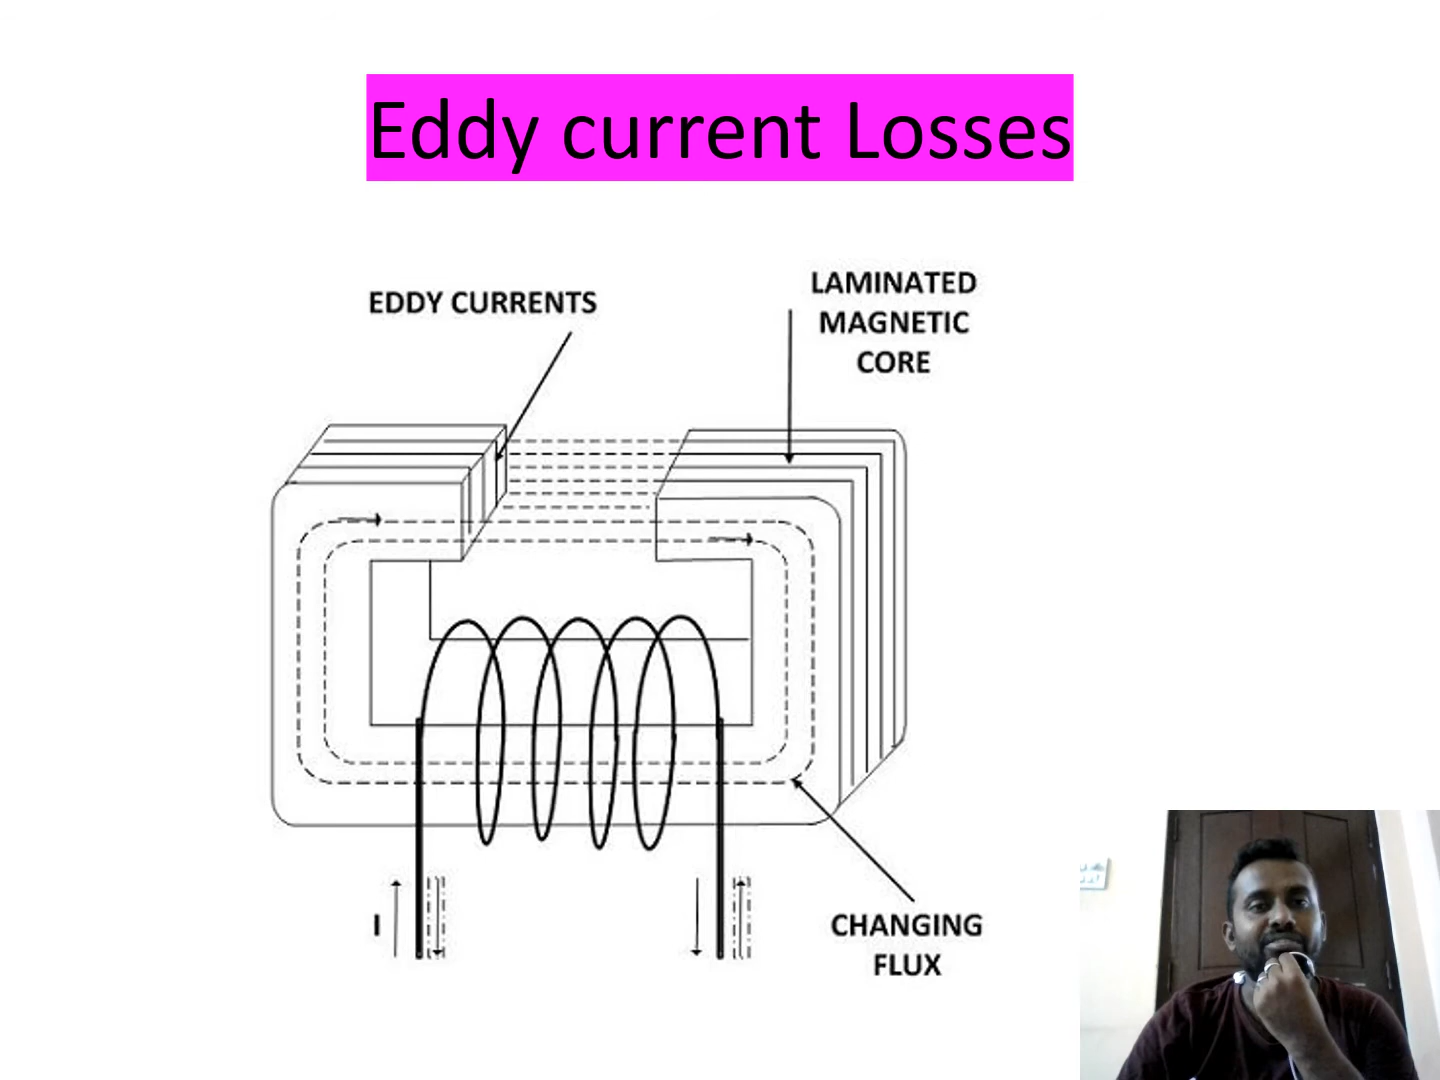 Eddy current Losses
EDDY CURRENTS
LAMINATED
MAGNETIC
CORE
I
CHANGING
FLUX